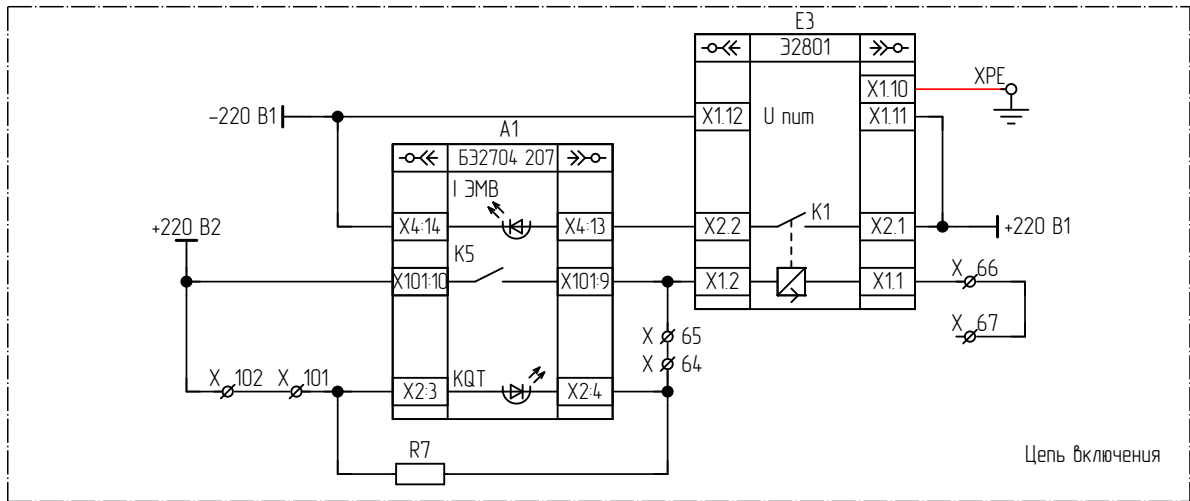 E3
Э2801
X1.10
XPE
-220 В1
X1.12
U пит
X1.11
A1
БЭ2704 207
I ЭМВ
+220 В2
X4:14
X4:13
X2.2
K1
X2.1
+220 В1
K5
X101:10
X101:9
X1.2
X1.1
X 66
X 65
X 67
X 64
X 102
X 101
X2:3
KQT
X2:4
R7
Цепь включения